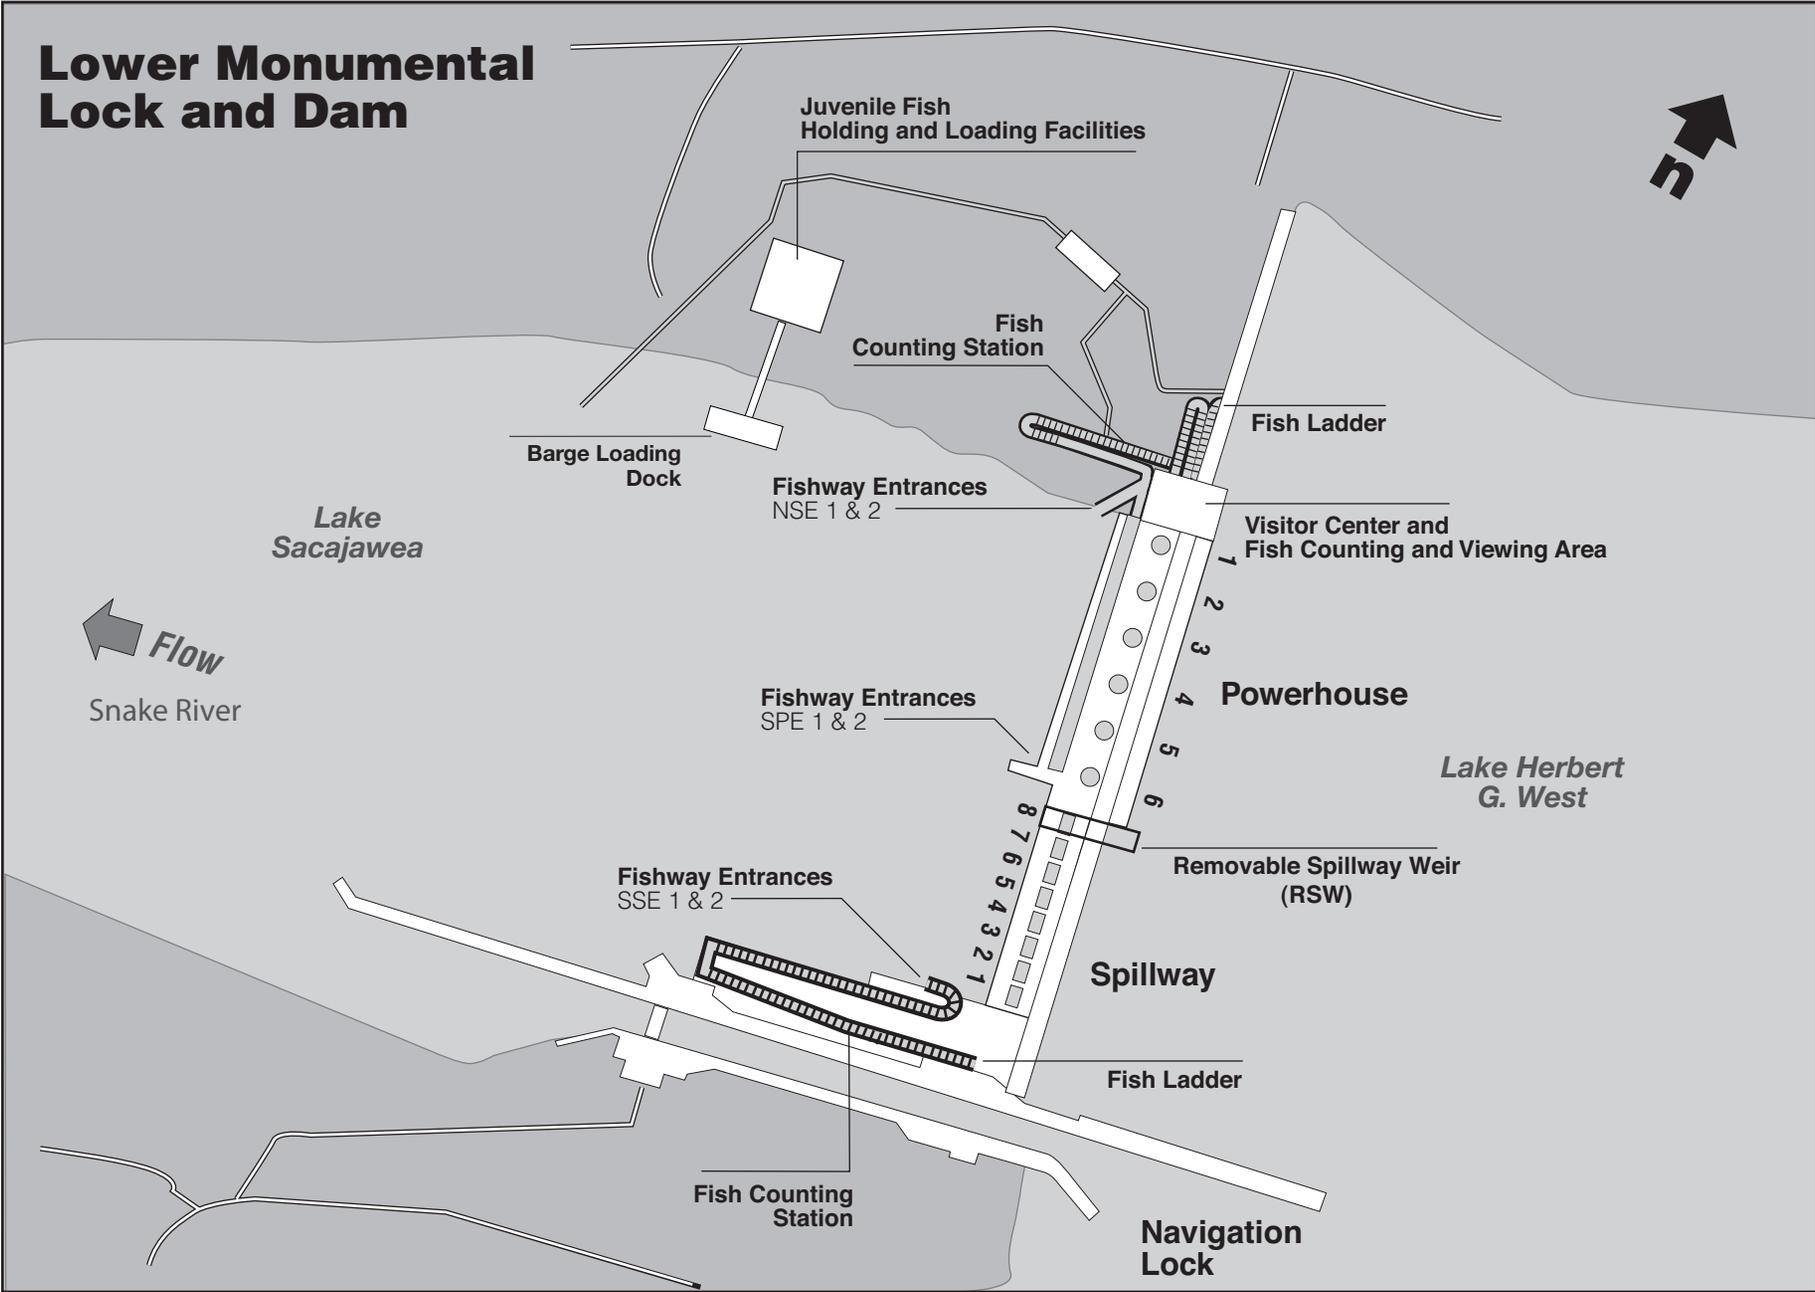 Lower Monumental
Lock and Dam
Juvenile Fish
Holding and Loading Facilities
n
Fish
Counting Station
Fish Ladder
Barge Loading
Dock
Fishway Entrances
NSE 1 & 2
Visitor Center and
Fish Counting and Viewing Area
Lake
Sacajawea
1
2
3
4
5
6
Flow
Snake River
Fishway Entrances
SPE 1 & 2
Powerhouse
Lake Herbert
G. West
8
7
6
5
4
3
2
1
Removable Spillway Weir
(RSW)
Fishway Entrances
SSE 1 & 2
Spillway
Fish Ladder
Fish Counting
Station
Navigation
Lock